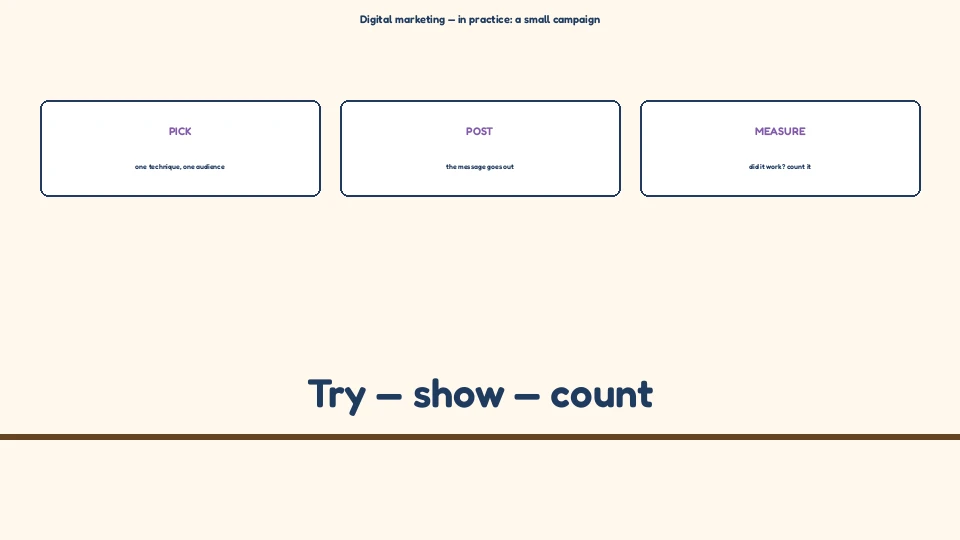 Digital marketing — in practice: a small campaign
PICK
one technique, one audience
POST
the message goes out
MEASURE
did it work? count it
Try — show — count